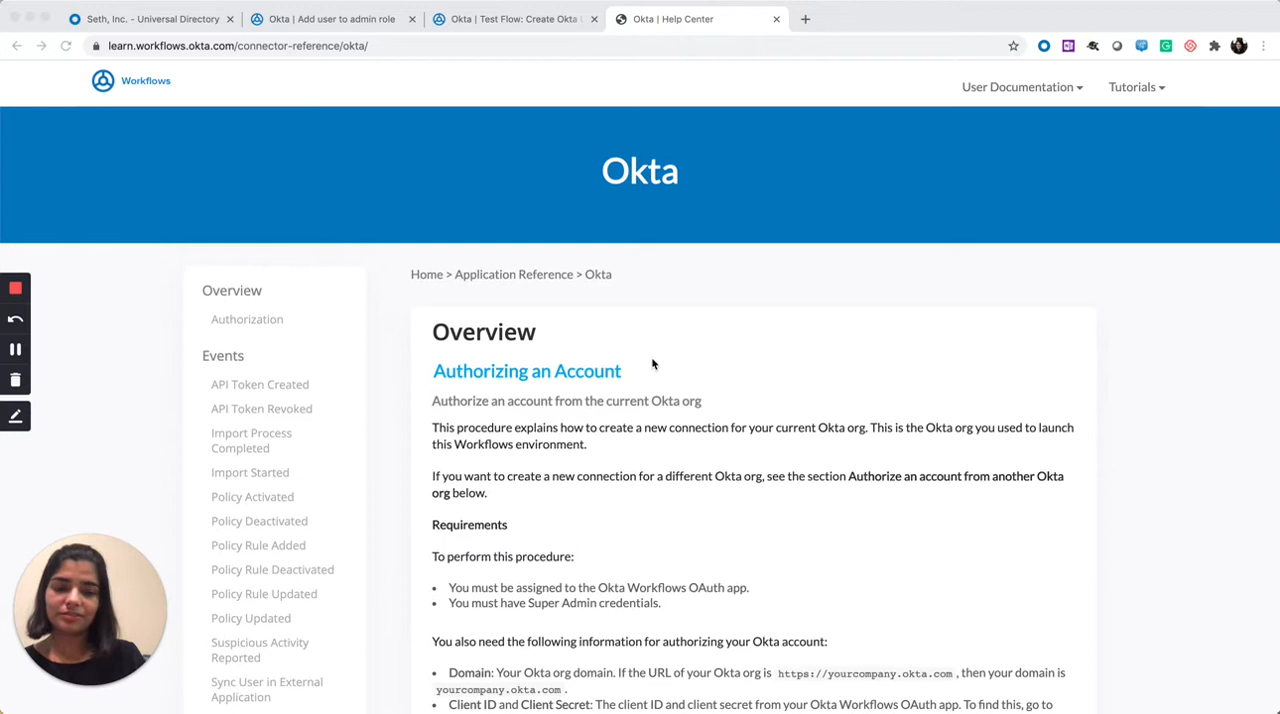 Seth, Inc. - Universal Directory
Okta | Add user to admin role
Okta | Test Flow: Create Okta
Okta | Help Center
learn.workflows.okta.com/connector-reference/okta/
Workflows
User Documentation
Tutorials
Okta
Home > Application Reference > Okta
Overview
Authorization
Events
API Token Created
API Token Revoked
Import Process
Completed
Import Started
Policy Activated
Policy Deactivated
Policy Rule Added
Policy Rule Deactivated
Policy Rule Updated
Policy Updated
Suspicious Activity
Reported
Sync User in External
Application
Overview
Authorizing an Account
Authorize an account from the current Okta org
This procedure explains how to create a new connection for your current Okta org. This is the Okta org you used to launch
this Workflows environment.
If you want to create a new connection for a different Okta org, see the section Authorize an account from another Okta
org below.
Requirements
To perform this procedure:
• You must be assigned to the Okta Workflows OAuth app.
• You must have Super Admin credentials.
You also need the following information for authorizing your Okta account:
• Domain: Your Okta org domain. If the URL of your Okta org is https://yourcompany.okta.com , then your domain is
yourcompany.okta.com .
• Client ID and Client Secret: The client ID and client secret from your Okta Workflows OAuth app. To find this, go to